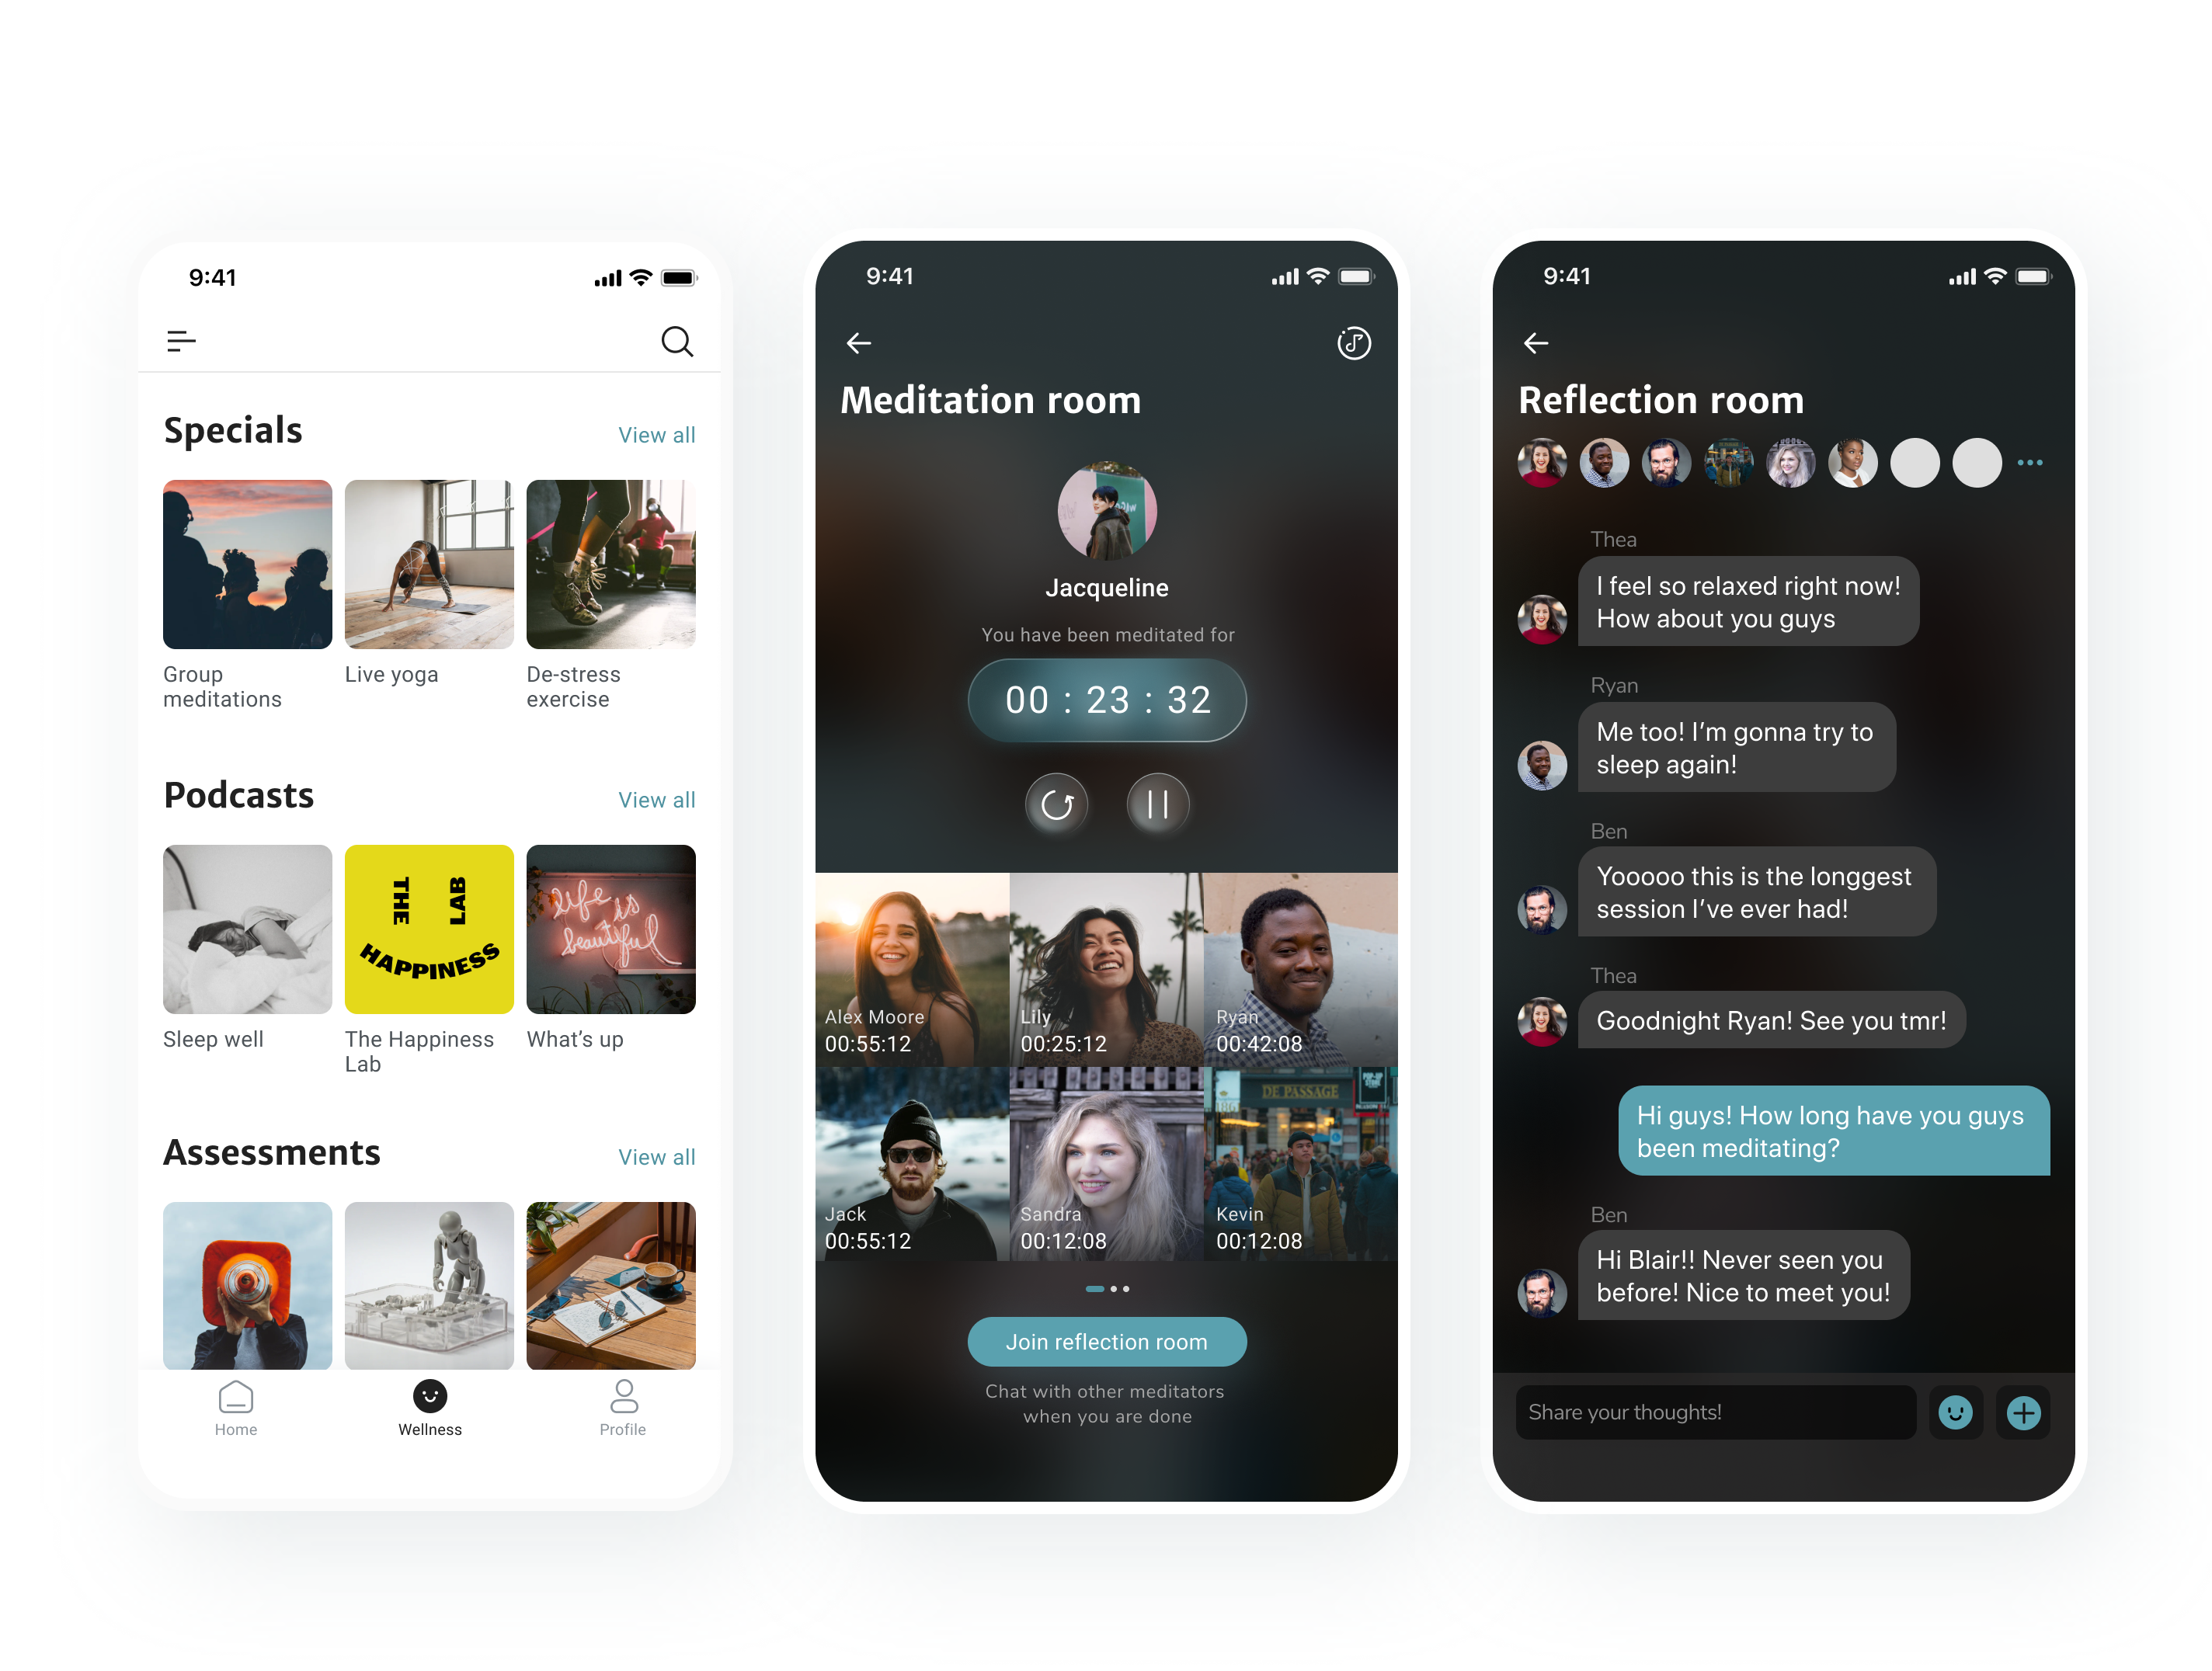 9:41
Specials
View all
Group
meditations
Live yoga
De-stress
exercise
Podcasts
View all
THE
LAB
HAPPINESS
life is
beautiful
Sleep well
The Happiness
Lab
What's up
Assessments
View all
Home
Wellness
Profile
9:41
Meditation room
Jacqueline
You have been meditated for
00 : 23 : 32
Alex Moore
00:55:12
Lily
00:25:12
Ryan
00:42:08
DE PASSAGE
POP-UP
Jack
00:55:12
Sandra
00:12:08
Kevin
00:12:08
Join reflection room
Chat with other meditators
when you are done
9:41
Reflection room
Thea
I feel so relaxed right now!
How about you guys
Ryan
Me too! I'm gonna try to
sleep again!
Ben
Yooooo this is the longgest
session I've ever had!
Thea
Goodnight Ryan! See you tmr!
Hi guys! How long have you guys
been meditating?
Ben
Hi Blair!! Never seen you
before! Nice to meet you!
Share your thoughts!